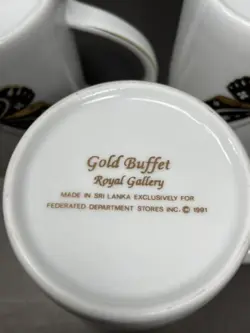 Gold Buffet
Royal Gallery
MADE IN SRI LANKA EXCLUSIVELY FOR
FEDERATED DEPARTMENT STORES INC. © 1991